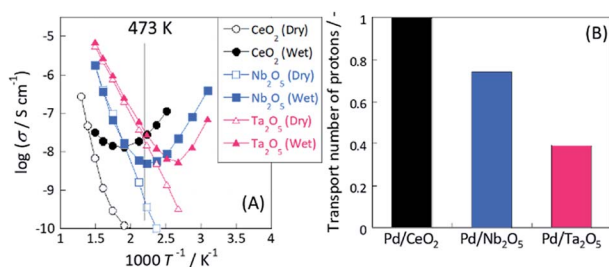 473 K
CeO2 (Dry)
CeO2 (Wet)
Nb2O5 (Dry)
Nb2O5 (Wet)
Ta2O5 (Dry)
Ta2O5 (Wet)
(A)
log (σ / S cm⁻¹)
-5
-6
-7
-8
-9
-10
1
1.5
2
2.5
3
3.5
4
1000 T⁻¹ / K⁻¹
(B)
Transport number of protons / -
1
0.8
0.6
0.4
0.2
0
Pd/CeO2
Pd/Nb2O5
Pd/Ta2O5